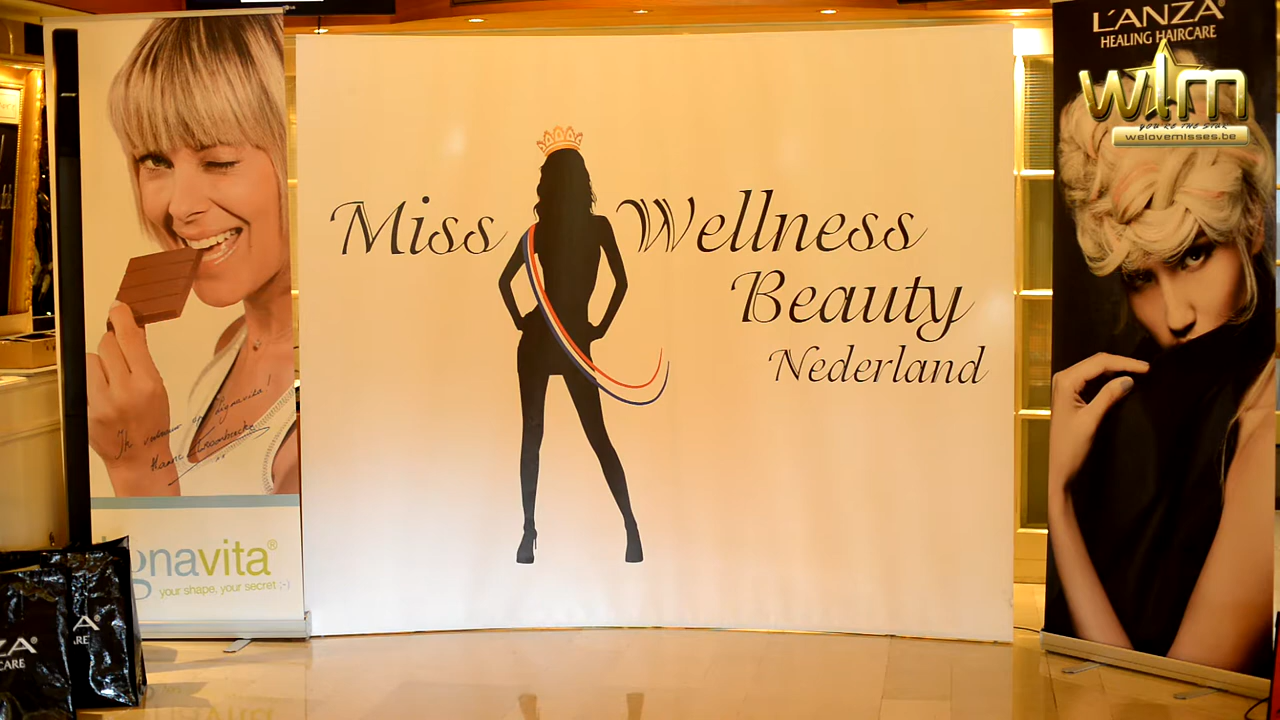 Miss Wellness
Beauty
Nederland
L'ANZA®
HEALING HAIRCARE
wlm
YOU'RE THE STAR
welovemisses.be
gnavita®
your shape, your secret ;-)
ZA®
CARE
A®
ARE